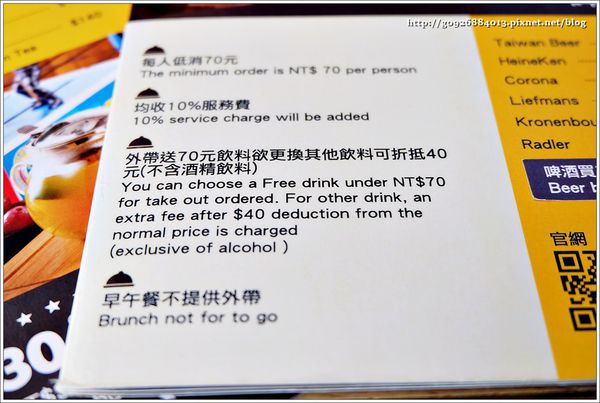 http://go926884013.pixnet.net/blog
$140
en Tea
每人低消70元
The minimum order is NT$ 70 per person
均收10%服務費
10% service charge will be added
外帶送70元飲料欲更換其他飲料可折抵40
元(不含酒精飲料)
You can choose a Free drink under NT$70
for take out ordered. For other drink, an
extra fee after $40 deduction from the
normal price is charged
(exclusive of alcohol )
早午餐不提供外帶
Brunch not for to go
Taiwan Beer
HeineKen
Corona
Liefmans
Kronenbou
Radler
啤酒買
Beer b
官網
30